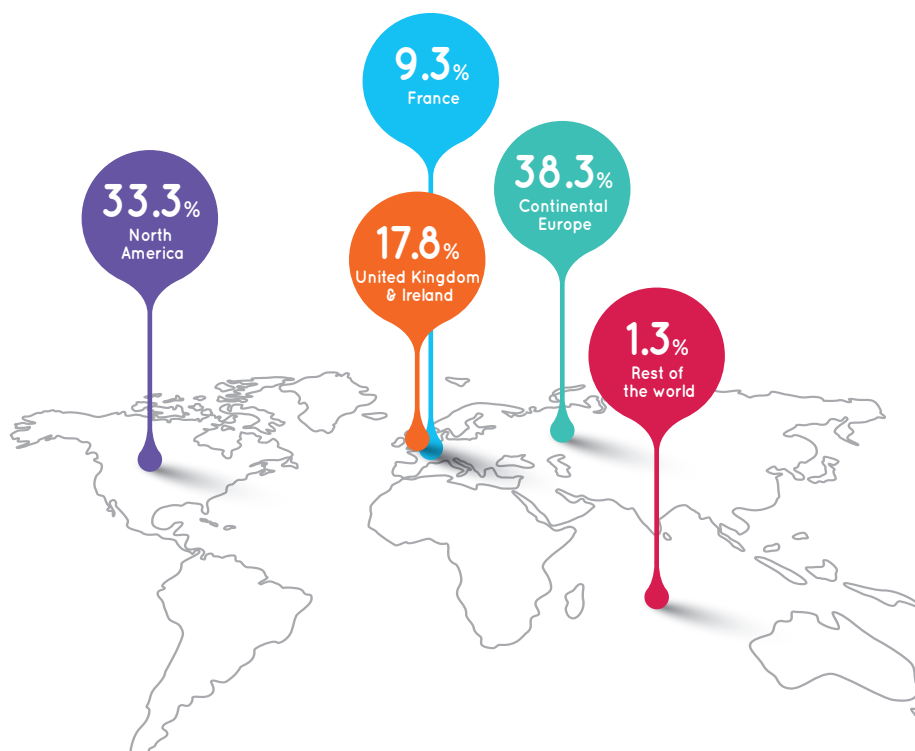 9.3%
France
38.3%
Continental
Europe
33.3%
North
America
17.8%
United Kingdom
& Ireland
1.3%
Rest of
the world